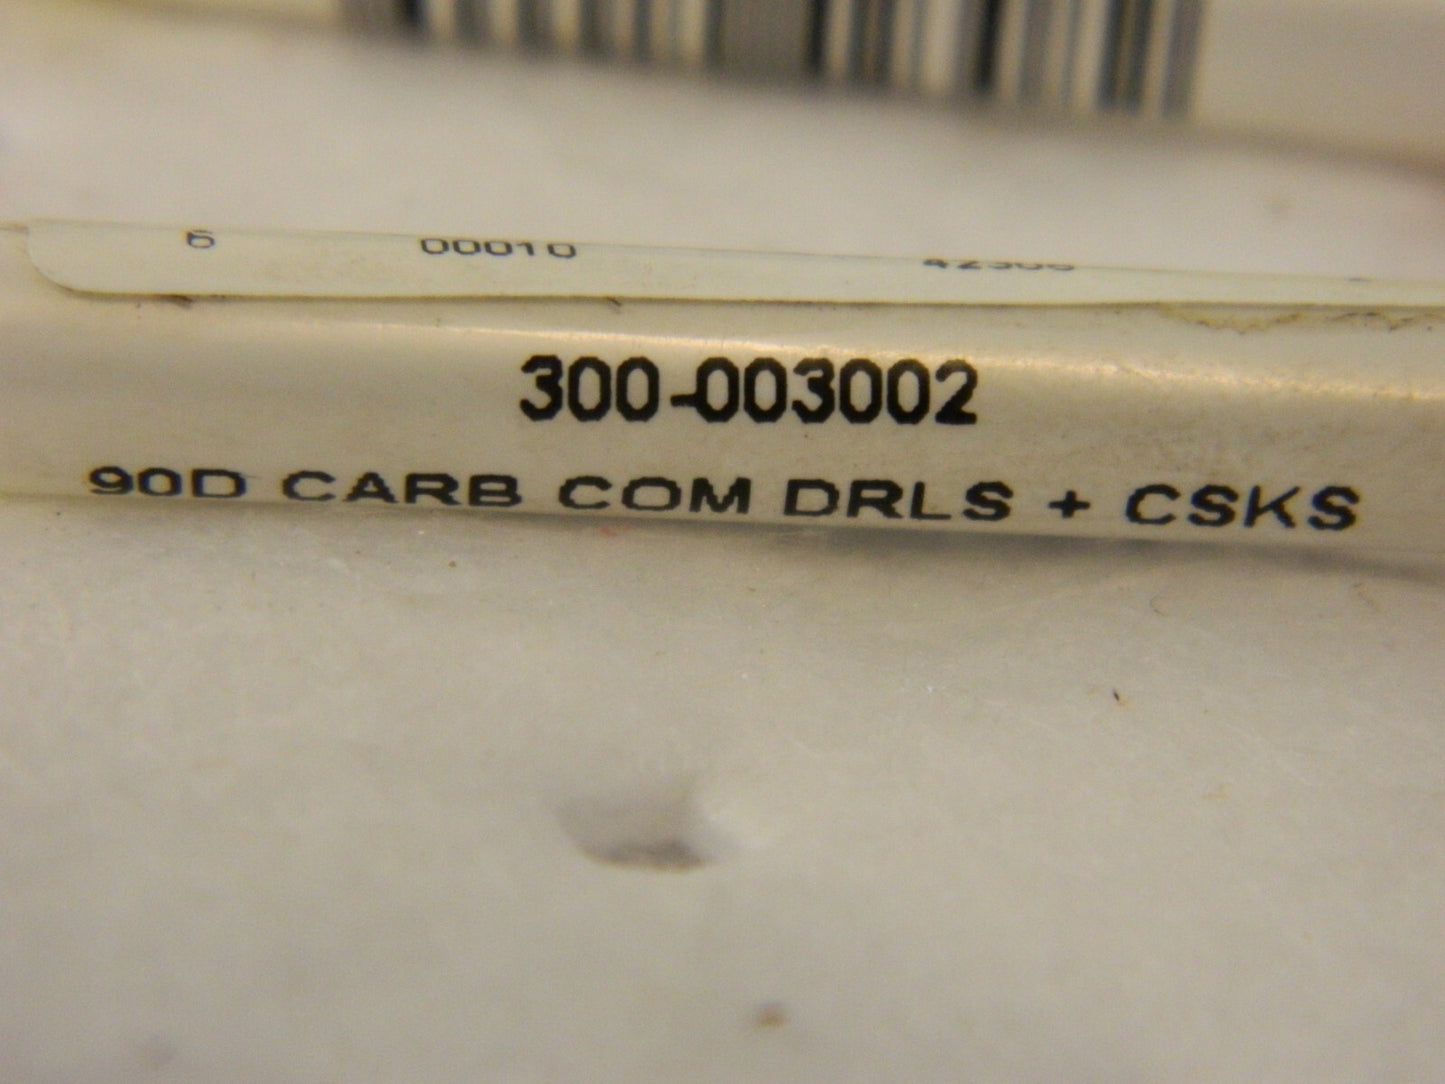 6 00010
300-003002
90D CARB COM DRLS + CSKS